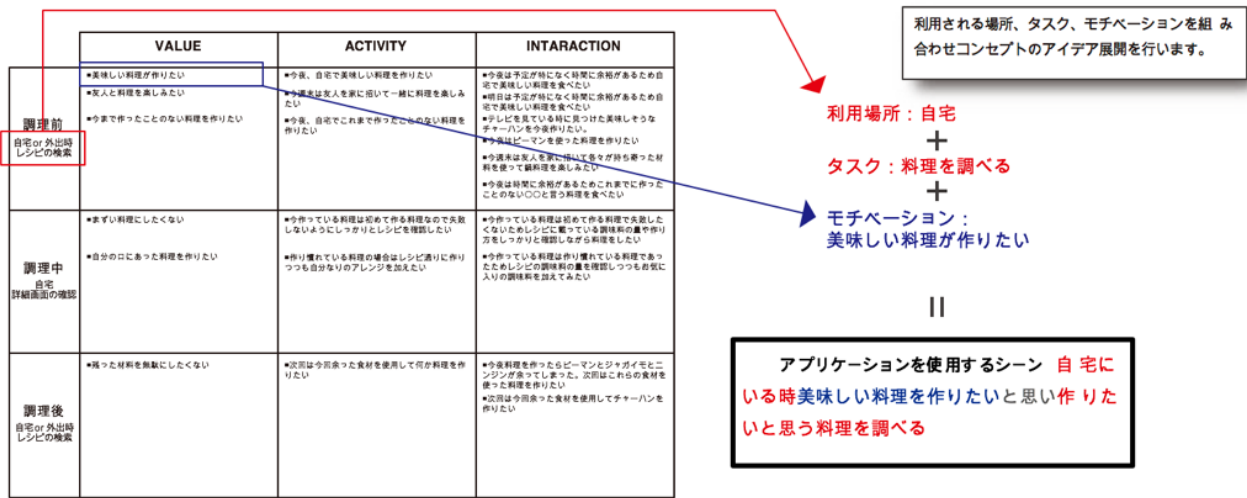 利用される場所、タスク、モチベーションを組 み
合わせコンセプトのアイデア展開を行います。
VALUE
ACTIVITY
INTARACTION
調理前
自宅or 外出時
レシピの検索
■美味しい料理が作りたい
■友人と料理を楽しみたい
■今まで作ったことのない料理を作りたい
■今夜、自宅で美味しい料理を作りたい
■今週末は友人を家に招いて一緒に料理を楽しみ
たい
■今夜、自宅でこれまで作ったことのない料理を
作りたい
■今夜は予定が特になく時間に余裕があるため自
宅で美味しい料理を食べたい
■明日は予定が特になく時間に余裕があるため自
宅で美味しい料理を食べたい
■テレビを見ている時に見つけた美味しそうな
チャーハンを今夜作りたい。
■今夜はピーマンを使った料理を作りたい
■今週末は友人を家に招いて各々が持ち寄った材
料を使って鍋料理を楽しみたい
■今夜は時間に余裕があるためこれまでに作った
ことのない○○と言う料理を食べたい
調理中
自宅
詳細画面の確認
■まずい料理にしたくない
■自分の口にあった料理を作りたい
■今作っている料理は初めて作る料理なので失敗
しないようにしっかりとレシピを確認したい
■作り慣れている料理の場合はレシピ通りに作り
つつも自分なりのアレンジを加えたい
■今作っている料理は初めて作る料理で失敗した
くないためレシピに載っている調味料の量や作り
方をしっかりと確認しながら料理をしたい
■今作っている料理は作り慣れている料理であっ
たためレシピの調味料の量を確認しつつもお気に
入りの調味料を加えてみたい
調理後
自宅or 外出時
レシピの検索
■残った材料を無駄にしたくない
■次回は今回余った食材を使用して何か料理を作
りたい
■今夜料理を作ったらピーマンとジャガイモとニ
ンジンが余ってしまった。次回はこれらの食材を
使った料理を作りたい
■次回は今回余った食材を使用してチャーハンを
作りたい
利用場所：自宅
+
タスク：料理を調べる
+
モチベーション：
美味しい料理が作りたい
=
アプリケーションを使用するシーン 自 宅に
いる時美味しい料理を作りたいと思い作 りた
いと思う料理を調べる